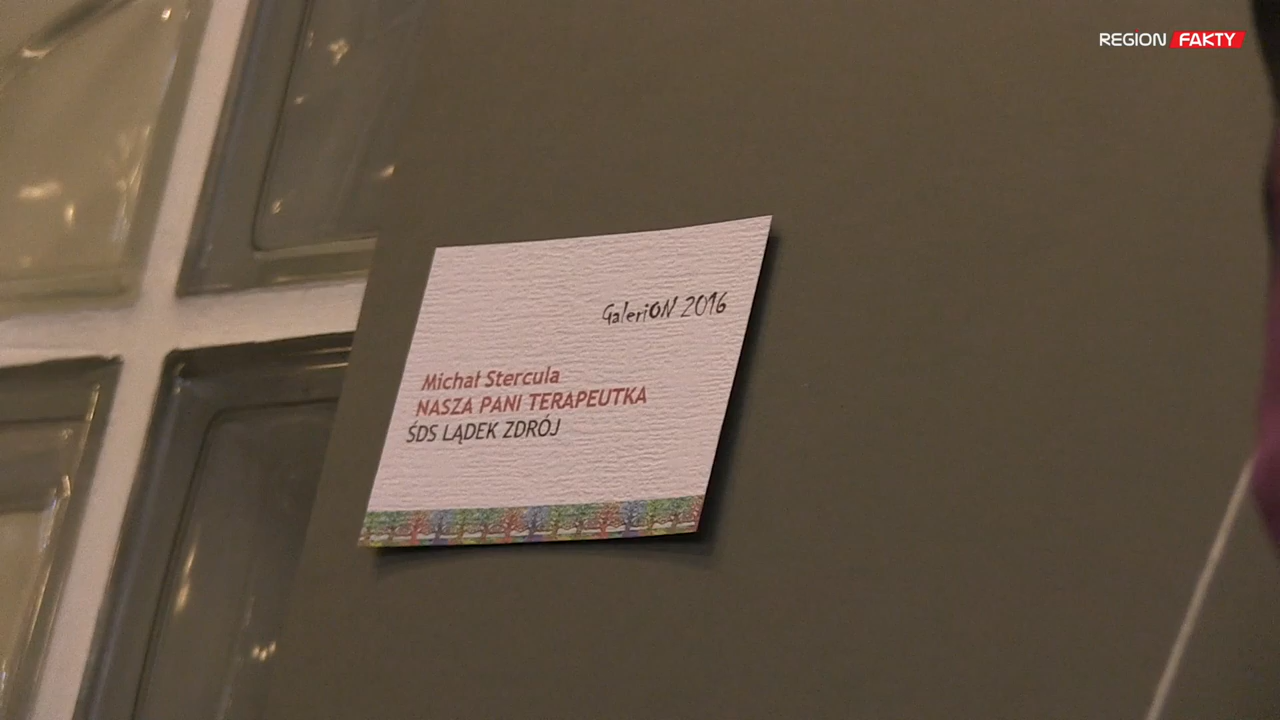 REGION FAKTY
GaleriON 2016
Michał Stercula
NASZA PANI TERAPEUTKA
ŚDS LĄDEK ZDRÓJ